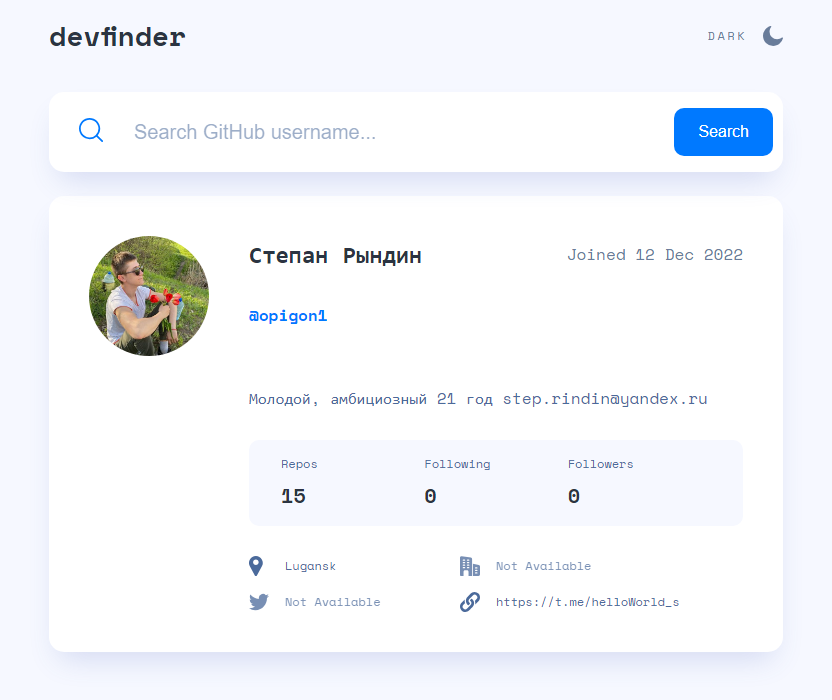 devfinder
DARK
Search GitHub username...
Search
Степан Рындин
Joined 12 Dec 2022
@opigon1
Молодой, амбициозный 21 год step.rindin@yandex.ru
Repos
Following
Followers
15
0
0
Lugansk
Not Available
Not Available
https://t.me/helloWorld_s